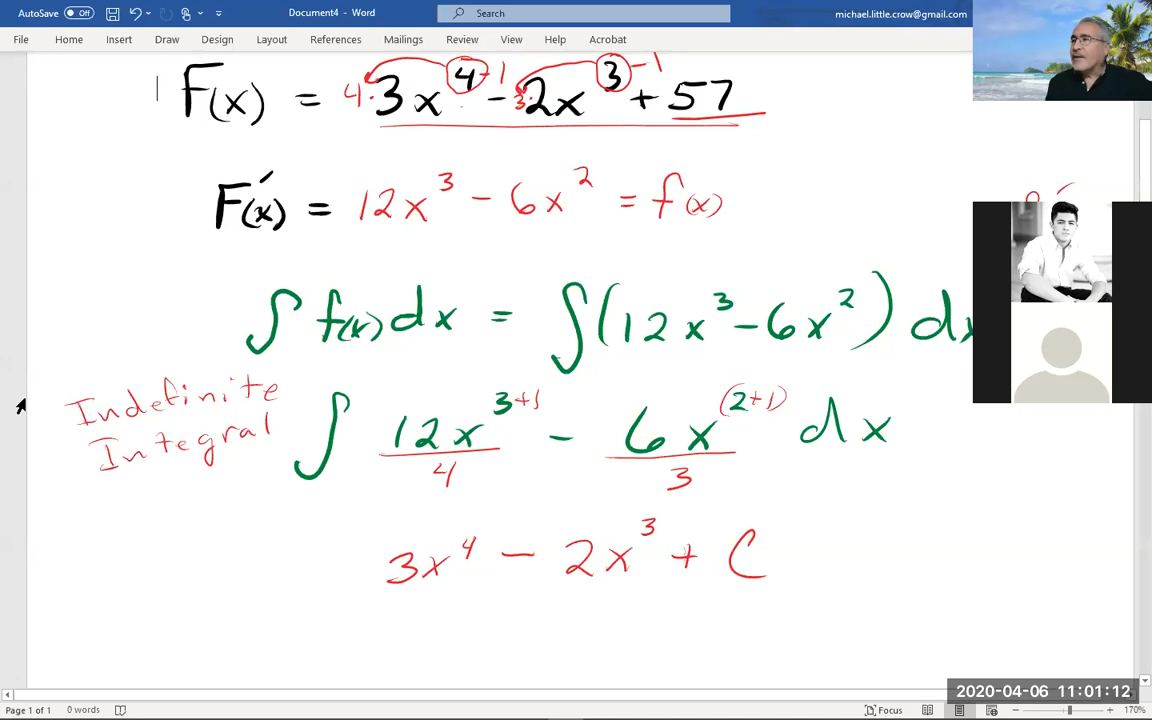 AutoSave Off Document4 - Word Search michael.little.crow@gmail.com
File Home Insert Draw Design Layout References Mailings Review View Help Acrobat
F(x) = 4·3x^4-1 - 3·2x^3-1 + 57
F'(x) = 12x^3 - 6x^2 = f(x)
∫ f(x) dx = ∫(12x^3 - 6x^2) dx
Indefinite
Integral
∫ 12x^3+1/4 - 6x^(2+1)/3 dx
3x^4 - 2x^3 + C
2020-04-06 11:01:12
Page 1 of 1 0 words Focus 170%